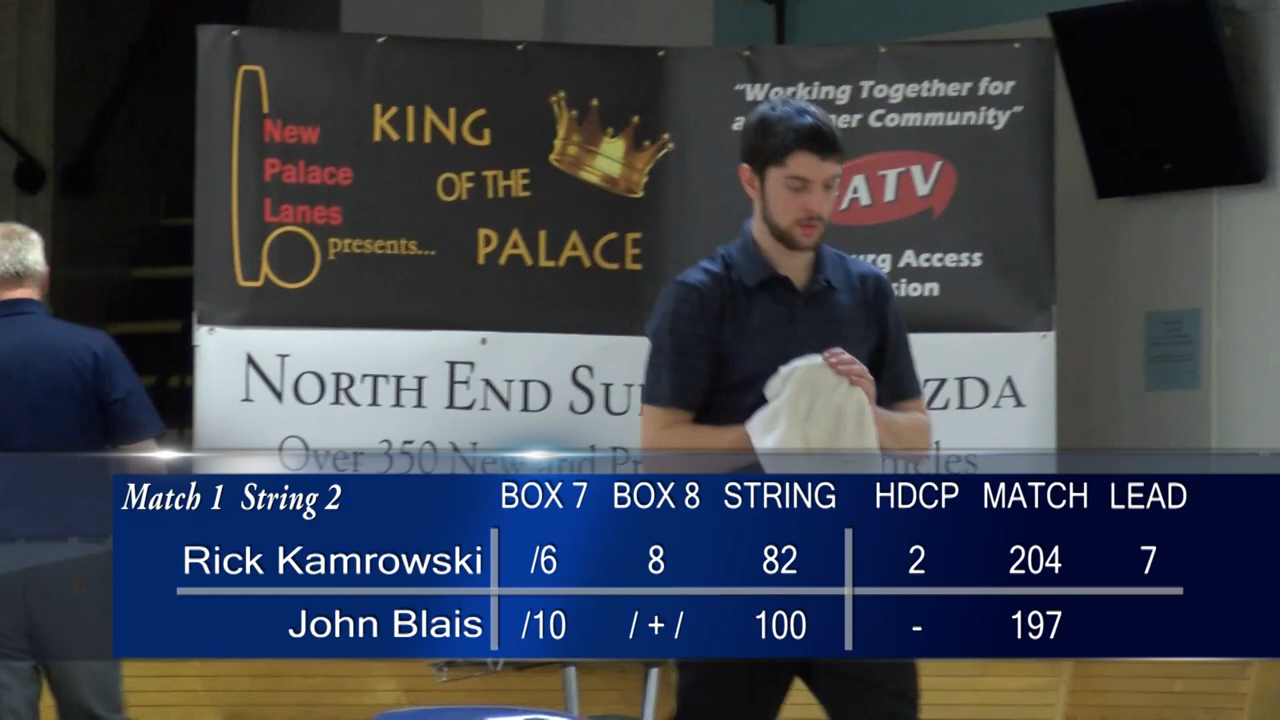 New
Palace
Lanes
presents...
KING
OF THE
PALACE
"Working Together for
Community"
ATV
Access
NORTH END
Over 350 New and
Match 1 String 2 BOX 7 BOX 8 STRING HDCP MATCH LEAD
Rick Kamrowski /6 8 82 2 204 7
John Blais /10 / + / 100 - 197